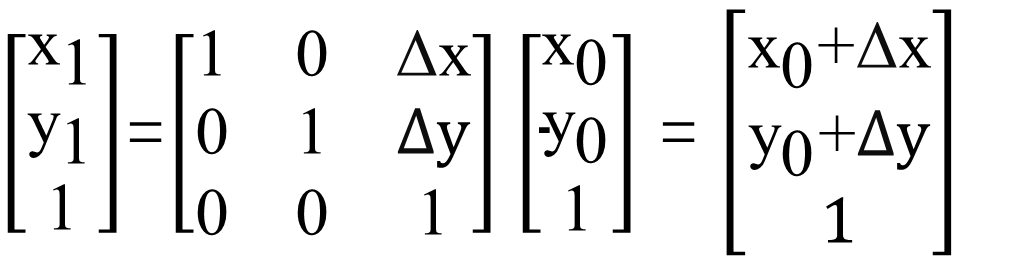 [x₁] = [1 0 Δx] [x₀] = [x₀+Δx]
[y₁] = [0 1 Δy] [-y₀] = [y₀+Δy]
[1] = [0 0 1] [1] = [1]